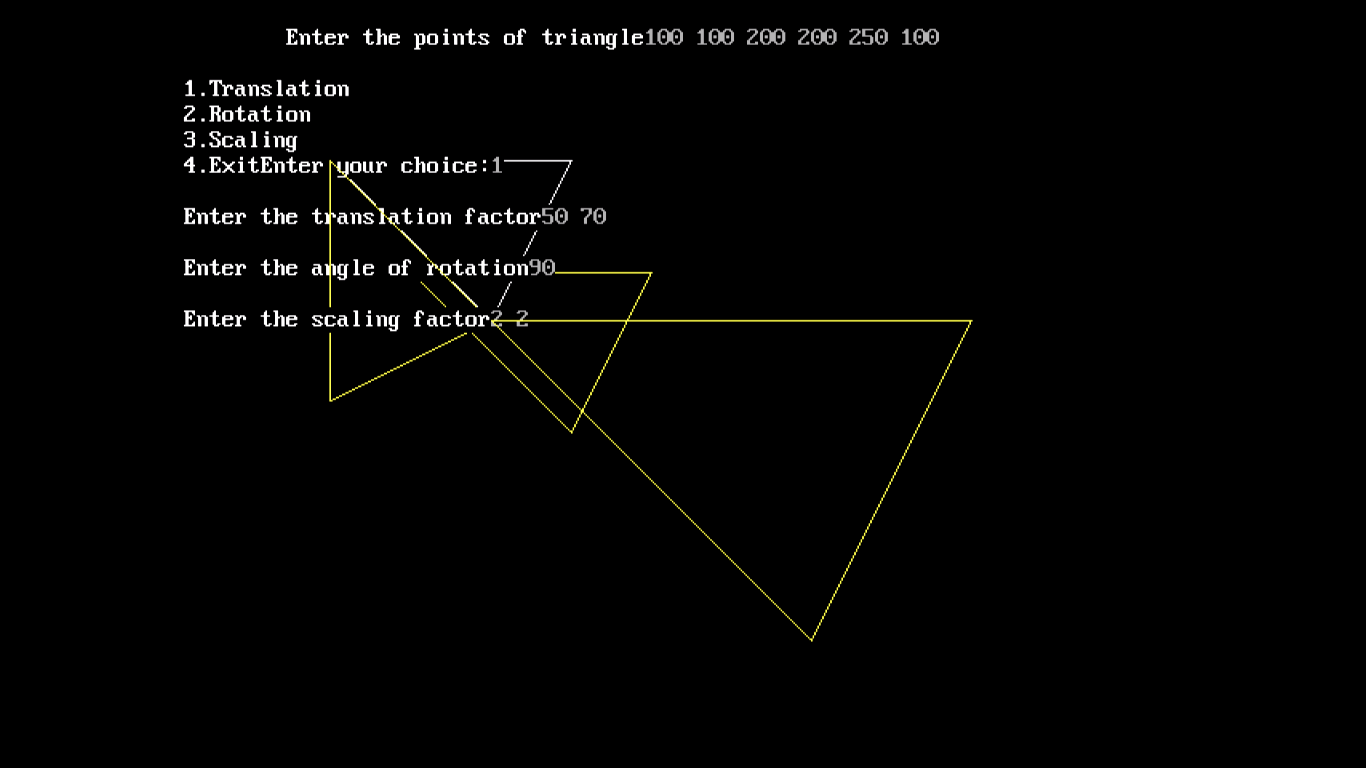 Enter the points of triangle100 100 200 200 250 100
1.Translation
2.Rotation
3.Scaling
4.ExitEnter your choice:1
Enter the translation factor50 70
Enter the angle of rotation90
Enter the scaling factor2 2